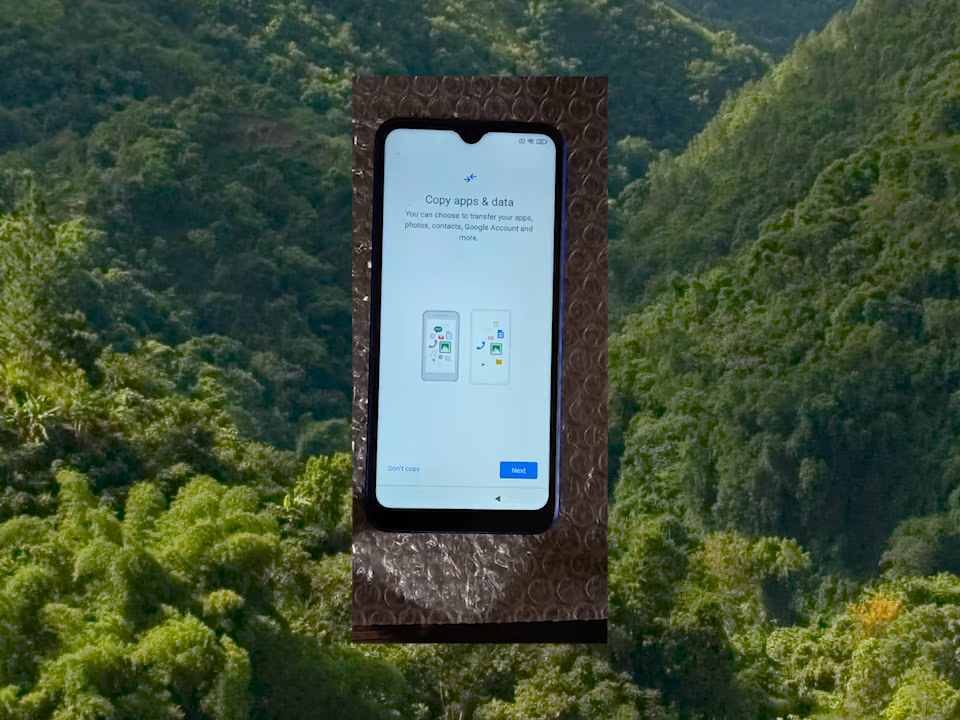 Copy apps & data
You can choose to transfer your apps,
photos, contacts, Google Account and
more.
Don't copy
Next